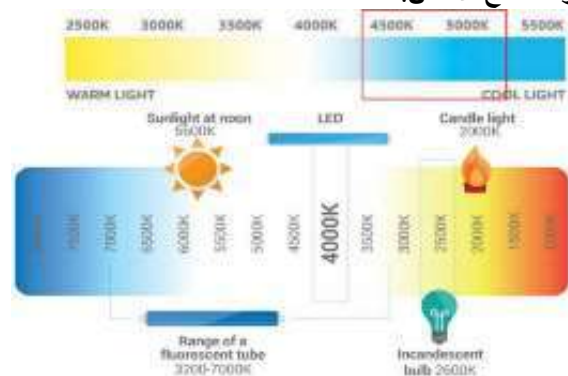 2500K 3000K 3500K 4000K 4500K 5000K 5500K
WARM LIGHT COOL LIGHT
Sunlight at noon
5500K
LED
Candle light
2000K
7000K 6500K 6000K 5500K 5000K 4500K 4000K 3500K 3000K 2500K 2000K 1500K
Range of a
fluorescent tube
3200-7000K
Incandescent
bulb 2600K